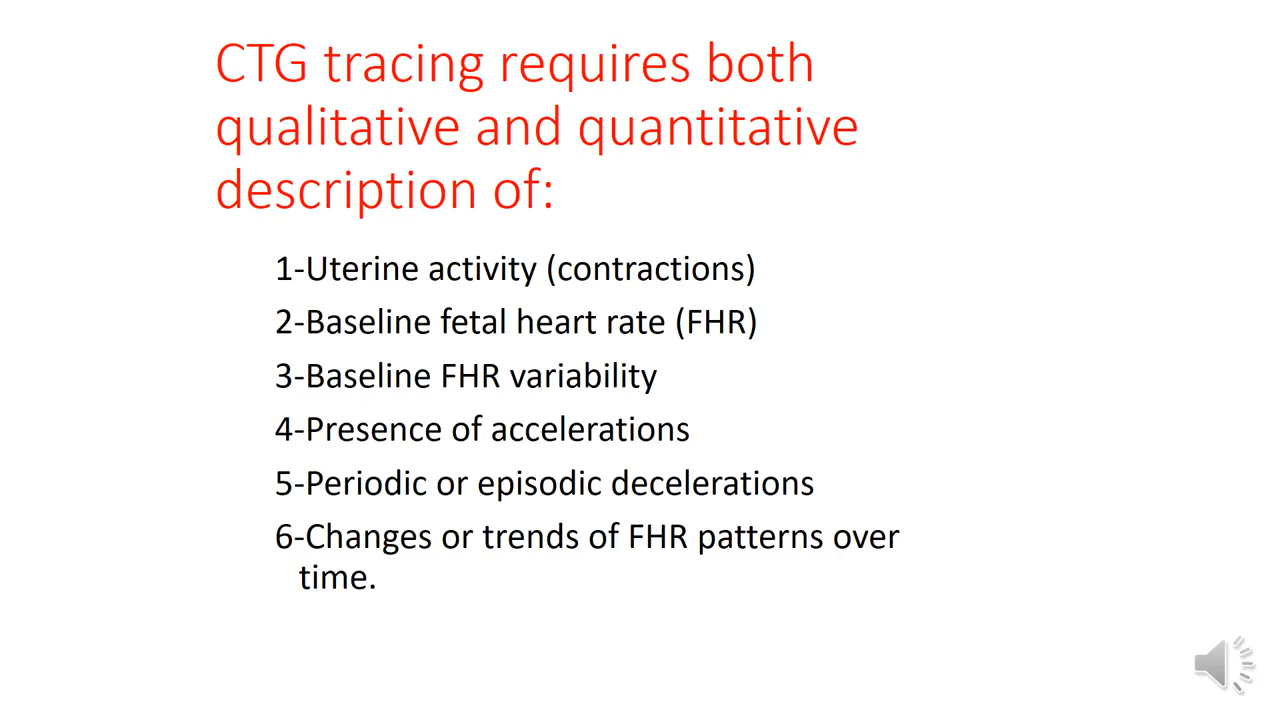 CTG tracing requires both
qualitative and quantitative
description of:
1-Uterine activity (contractions)
2-Baseline fetal heart rate (FHR)
3-Baseline FHR variability
4-Presence of accelerations
5-Periodic or episodic decelerations
6-Changes or trends of FHR patterns over
time.